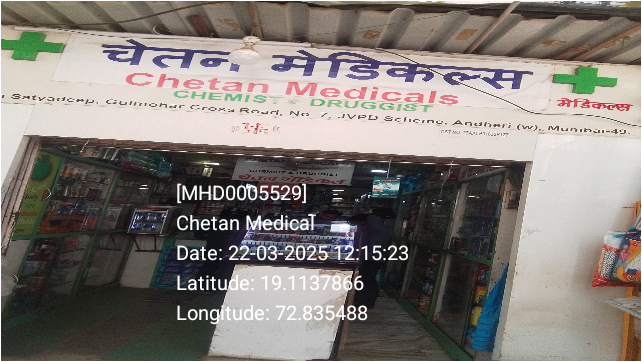 चेतन मेडिकल्स
Chetan Medicals
CHEMIST & DRUGGIST
मेडिकल्स
Satyadeep, Gulmohar Cross Road, No. 7, JVPD Scheme, Andheri (w), Mumbai-49.
[MHD0005529]
Chetan Medical
Date: 22-03-2025 12:15:23
Latitude: 19.1137866
Longitude: 72.835488